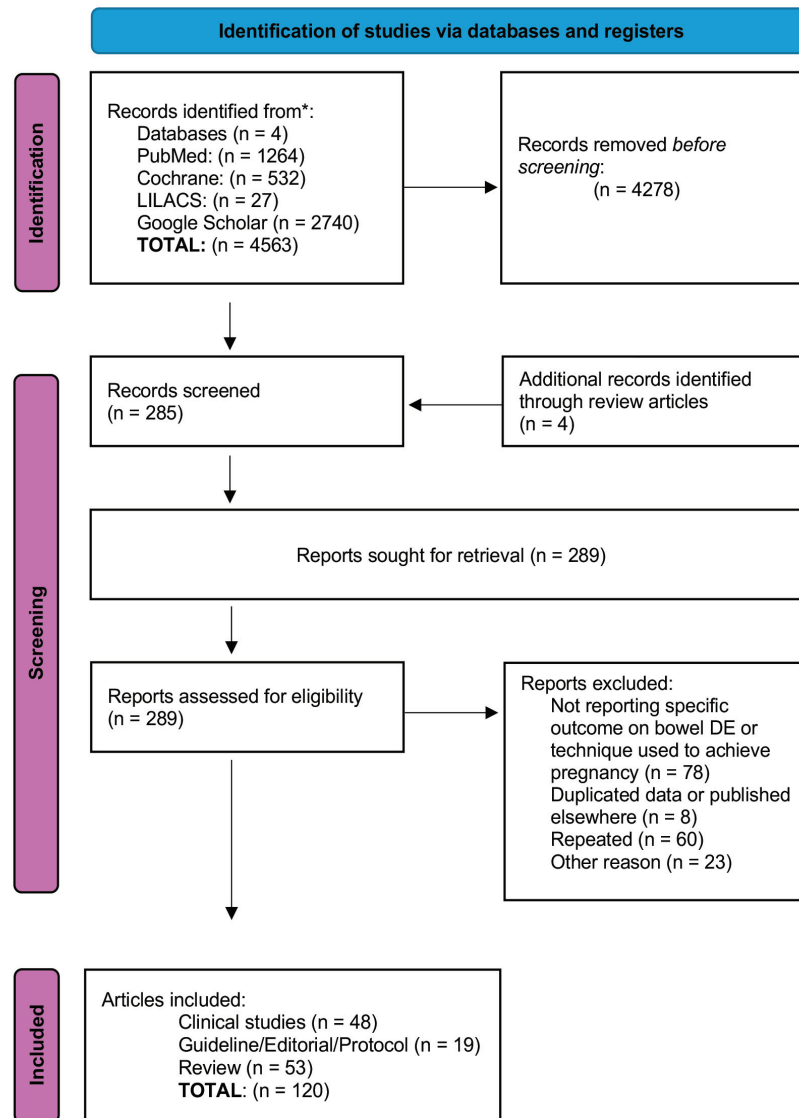 Identification of studies via databases and registers
Identification
Records identified from*:
Databases (n = 4)
PubMed: (n = 1264)
Cochrane: (n = 532)
LILACS: (n = 27)
Google Scholar (n = 2740)
TOTAL: (n = 4563)
Records removed before
screening:
(n = 4278)
Screening
Records screened
(n = 285)
Additional records identified
through review articles
(n = 4)
Reports sought for retrieval (n = 289)
Reports assessed for eligibility
(n = 289)
Reports excluded:
Not reporting specific
outcome on bowel DE or
technique used to achieve
pregnancy (n = 78)
Duplicated data or published
elsewhere (n = 8)
Repeated (n = 60)
Other reason (n = 23)
Included
Articles included:
Clinical studies (n = 48)
Guideline/Editorial/Protocol (n = 19)
Review (n = 53)
TOTAL: (n = 120)